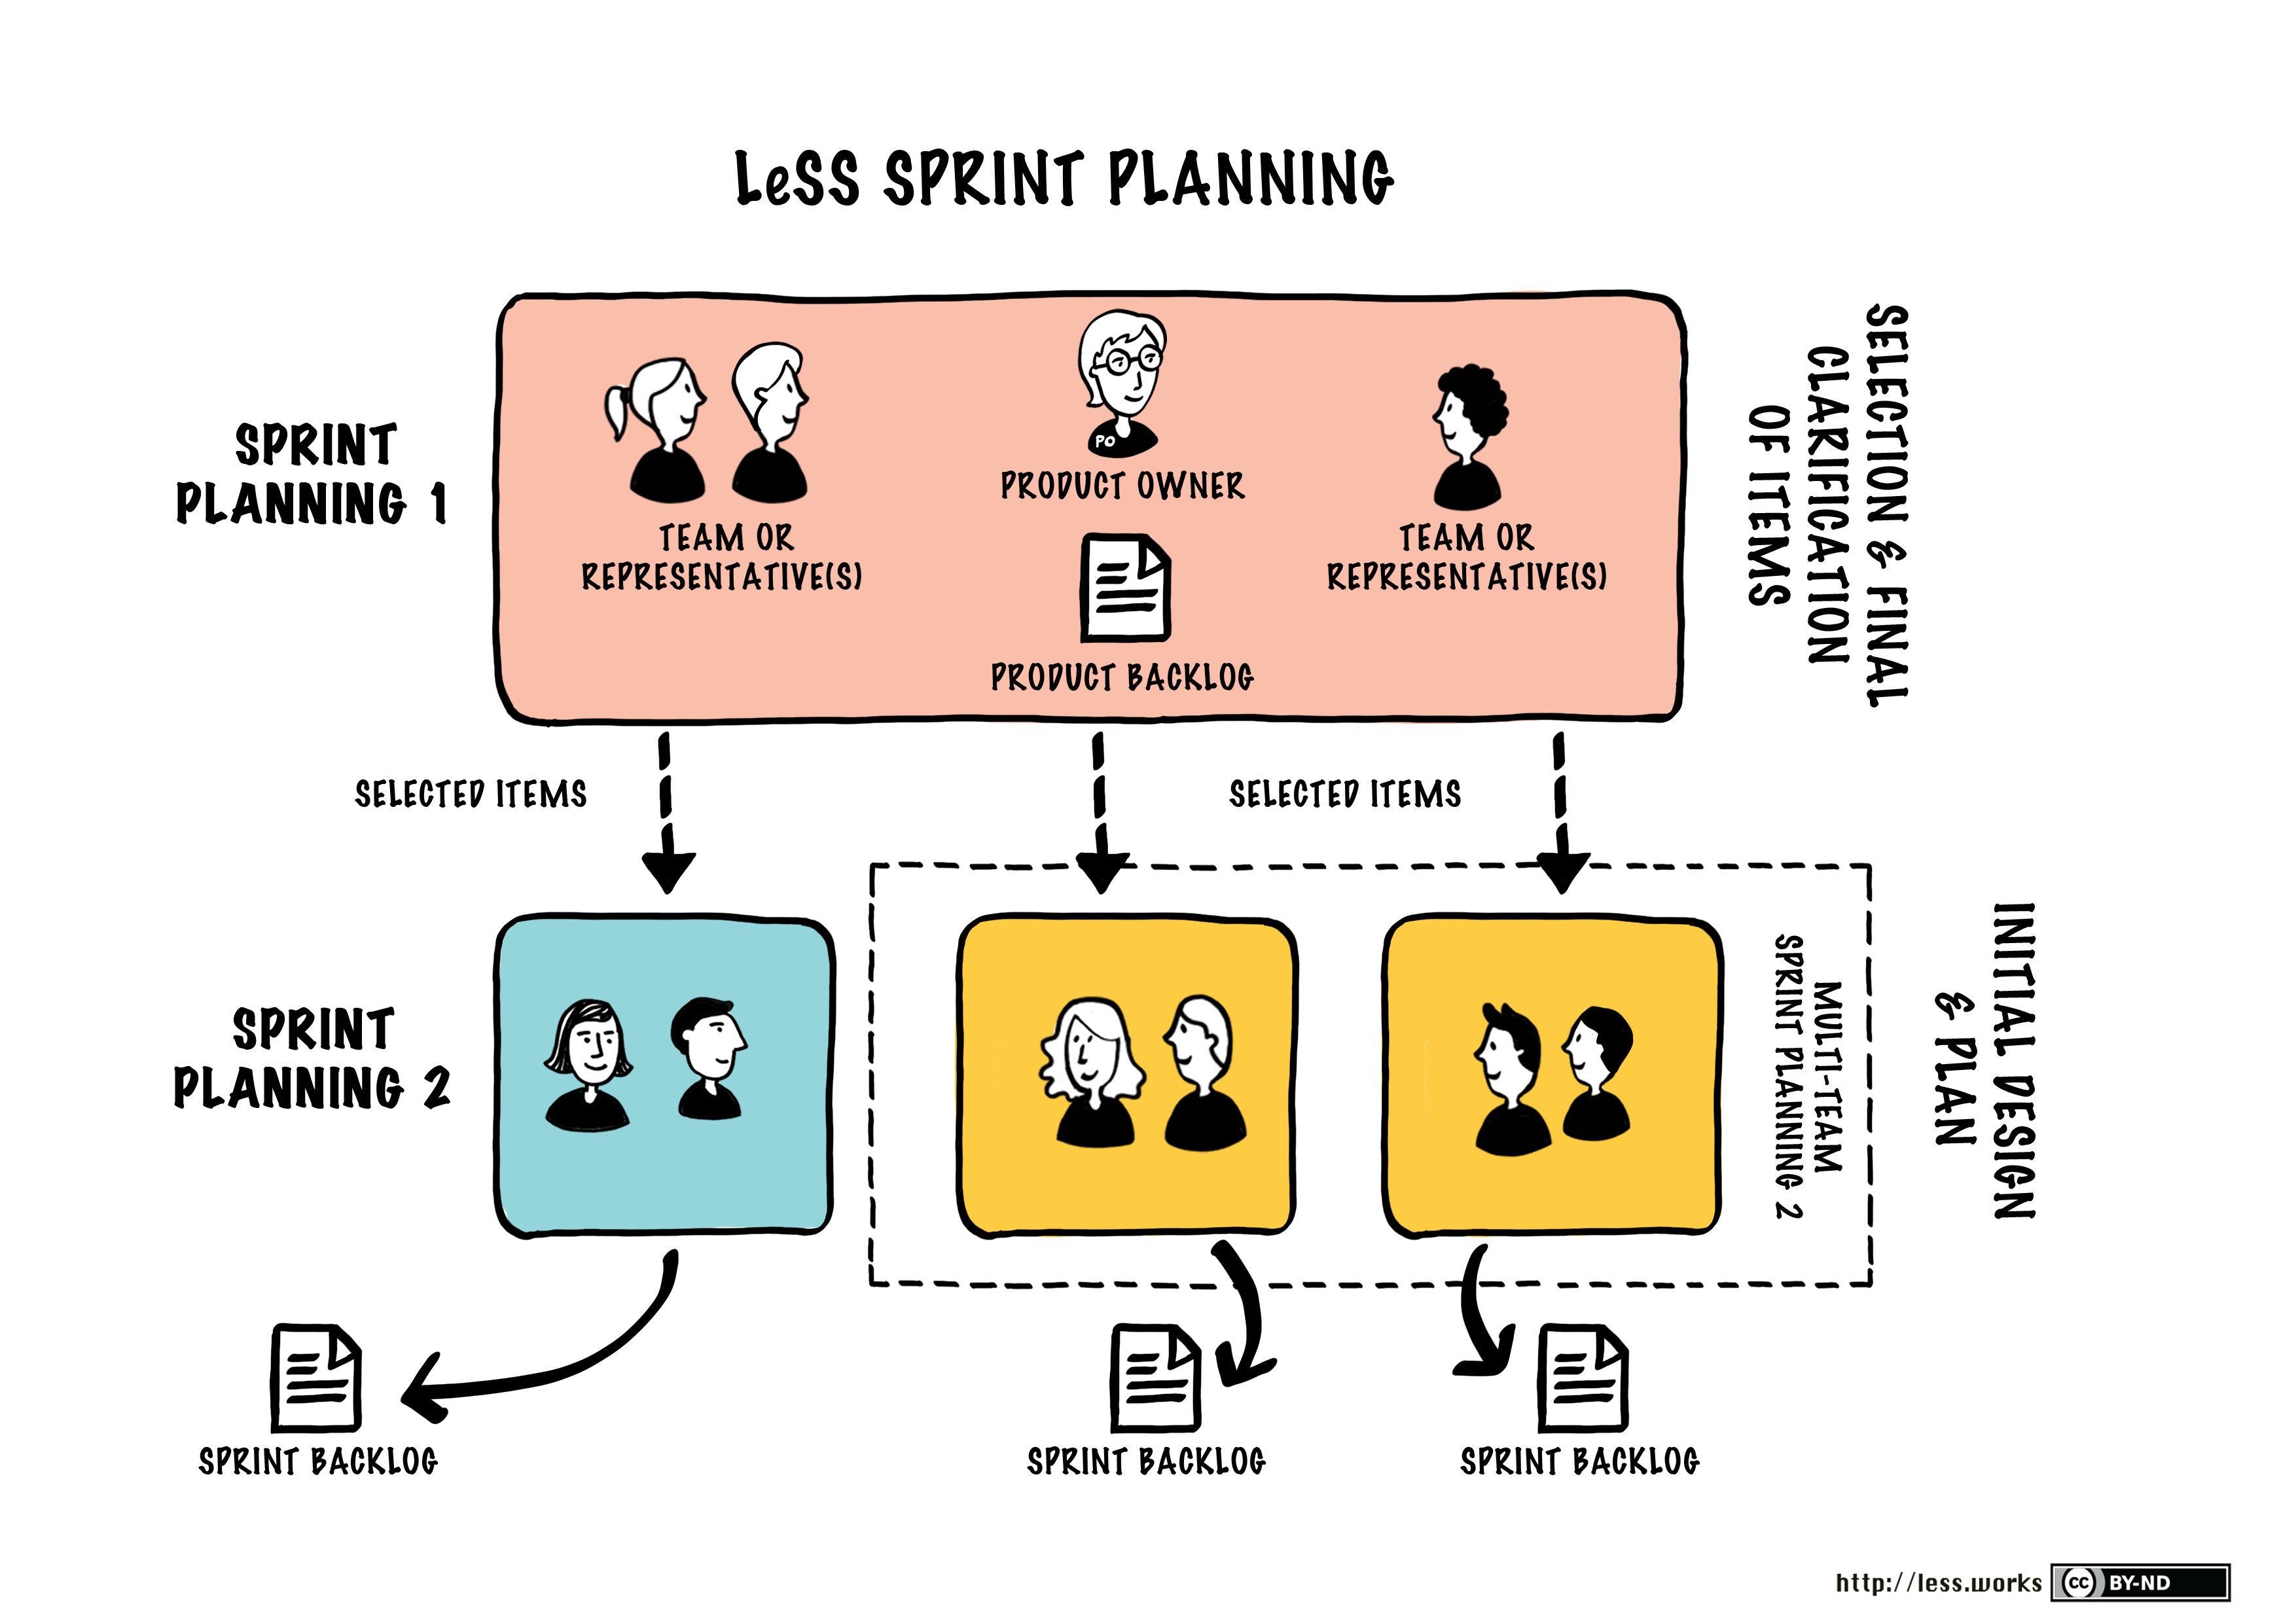 LeSS SPRINT PLANNING
SPRINT
PLANNING 1
PO
PRODUCT OWNER
TEAM OR
REPRESENTATIVE(S)
TEAM OR
REPRESENTATIVE(S)
PRODUCT BACKLOG
SELECTION & FINAL
CLARIFICATION
OF ITEMS
SELECTED ITEMS
SELECTED ITEMS
SPRINT
PLANNING 2
MULTI-TEAM
SPRINT PLANNING 2
INITIAL DESIGN
& PLAN
SPRINT BACKLOG
SPRINT BACKLOG
SPRINT BACKLOG
http://less.works
cc BY-ND